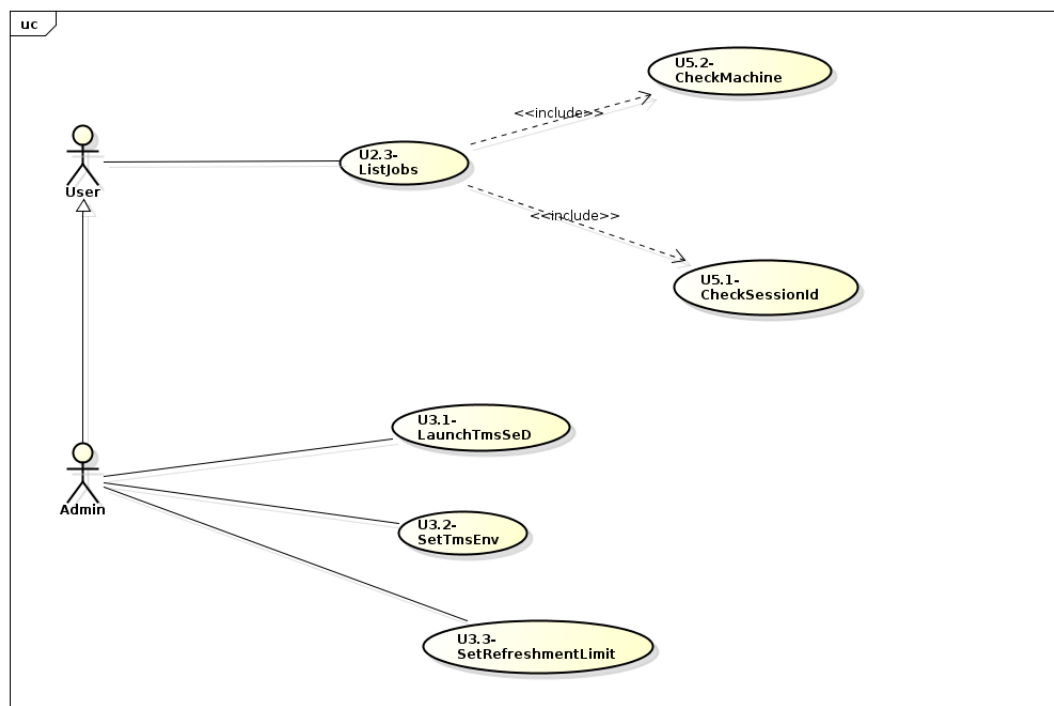 uc
U5.2-
CheckMachine
<<include>>
U2.3-
ListJobs
User
<<include>>
U5.1-
CheckSessionId
U3.1-
LaunchTmsSeD
Admin
U3.2-
SetTmsEnv
U3.3-
SetRefreshmentLimit